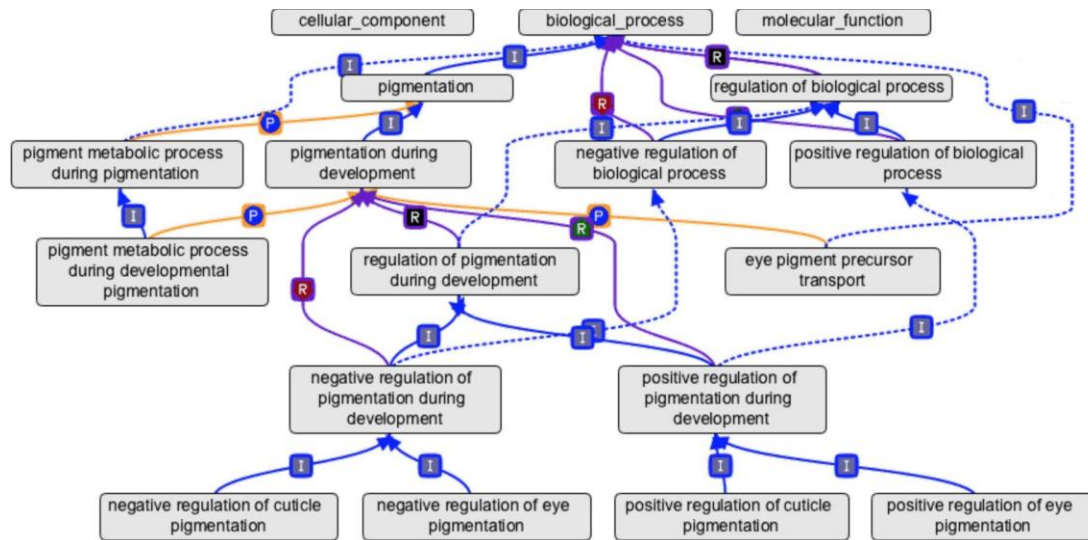 cellular_component
biological_process
molecular_function
I
I
R
pigmentation
regulation of biological process
R
I
P
I
I
I
I
pigment metabolic process
during pigmentation
pigmentation during
development
negative regulation of
biological process
positive regulation of biological
process
I
P
R
R
P
pigment metabolic process
during developmental
pigmentation
regulation of pigmentation
during development
eye pigment precursor
transport
R
I
I
I
negative regulation of
pigmentation during
development
positive regulation of
pigmentation during
development
I
I
I
I
negative regulation of cuticle
pigmentation
negative regulation of eye
pigmentation
positive regulation of cuticle
pigmentation
positive regulation of eye
pigmentation